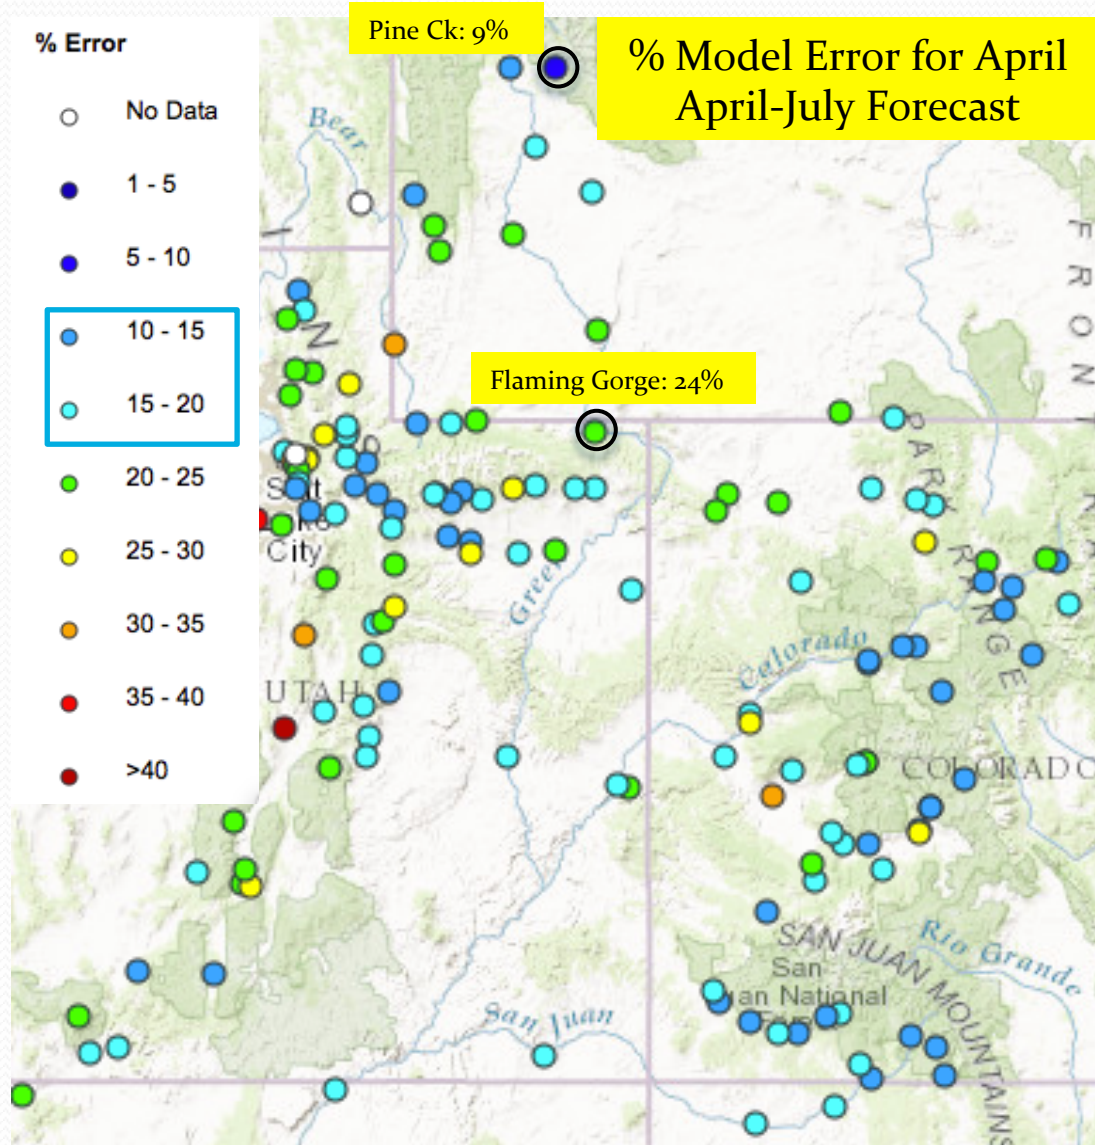 % Error
No Data
1 - 5
5 - 10
10 - 15
15 - 20
20 - 25
25 - 30
30 - 35
35 - 40
>40
Pine Ck: 9%
% Model Error for April
April-July Forecast
Bear
FRONT
Flaming Gorge: 24%
PARK RANGE
City
Green
Colorado
UTAH
COLORADO
SAN JUAN MOUNTAINS
San
National
Rio Grande
San Juan